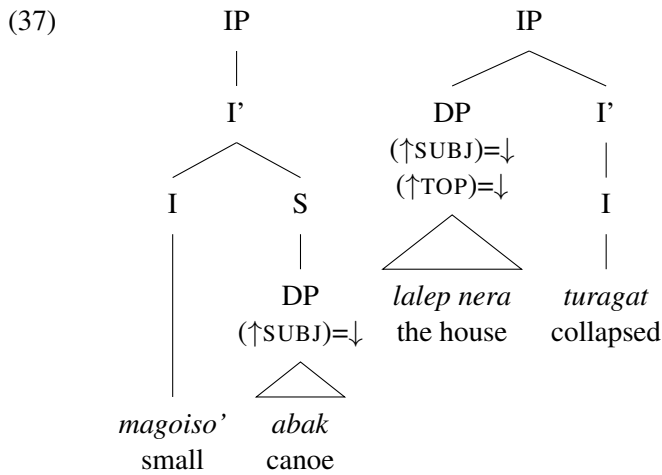 (37) IP IP
I’ DP I’
(↑SUBJ)=↓
(↑TOP)=↓
I S I
DP lalep nera turagat
(↑SUBJ)=↓ the house collapsed
magoiso’ abak
small canoe